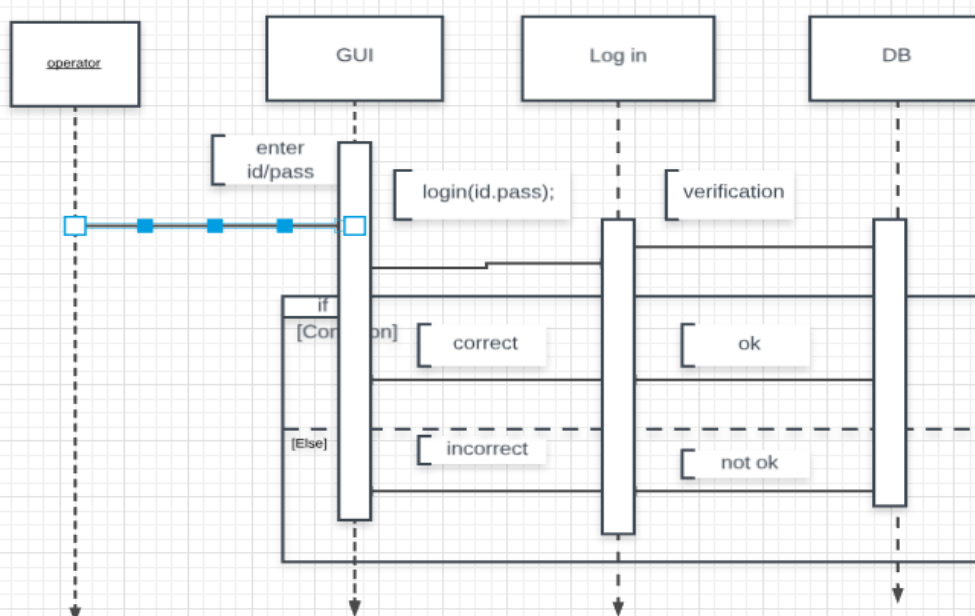 operator
GUI
Log in
DB
enter
id/pass
login(id.pass);
verification
if
correct
ok
[Else]
incorrect
not ok